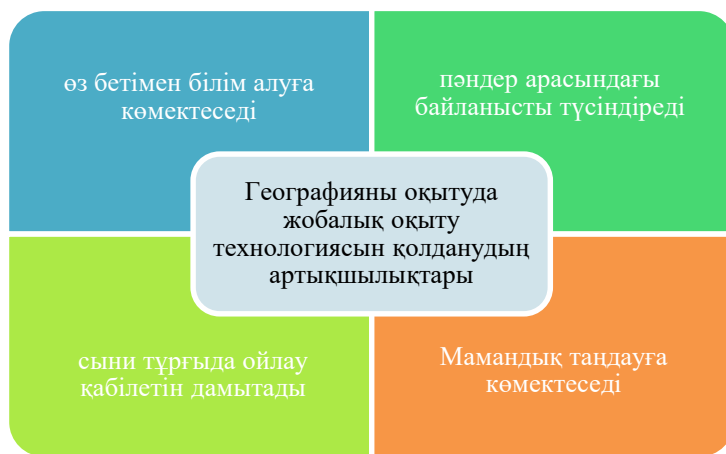 өз бетімен білім алуға
көмектеседі
пәндер арасындағы
байланысты түсіндіреді
Географияны оқытуда
жобалық оқыту
технологиясын қолданудың
артықшылықтары
сыни тұрғыда ойлау
қабілетін дамытады
Мамандық таңдауға
көмектеседі